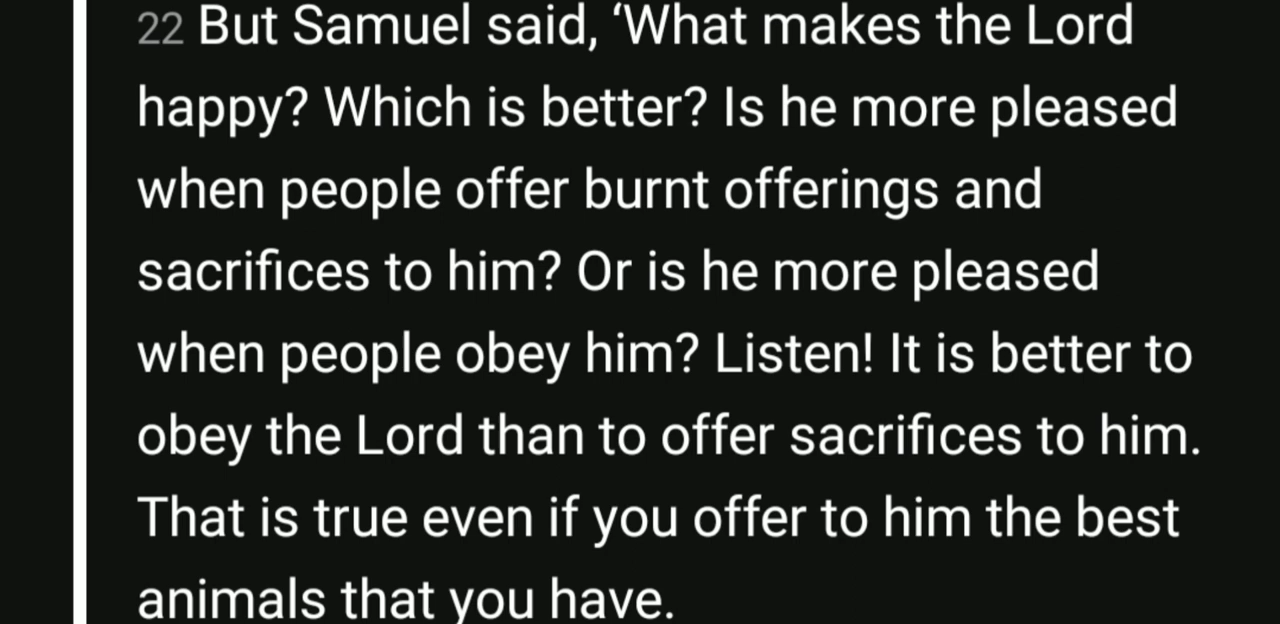 22 But Samuel said, ‘What makes the Lord
happy? Which is better? Is he more pleased
when people offer burnt offerings and
sacrifices to him? Or is he more pleased
when people obey him? Listen! It is better to
obey the Lord than to offer sacrifices to him.
That is true even if you offer to him the best
animals that you have.